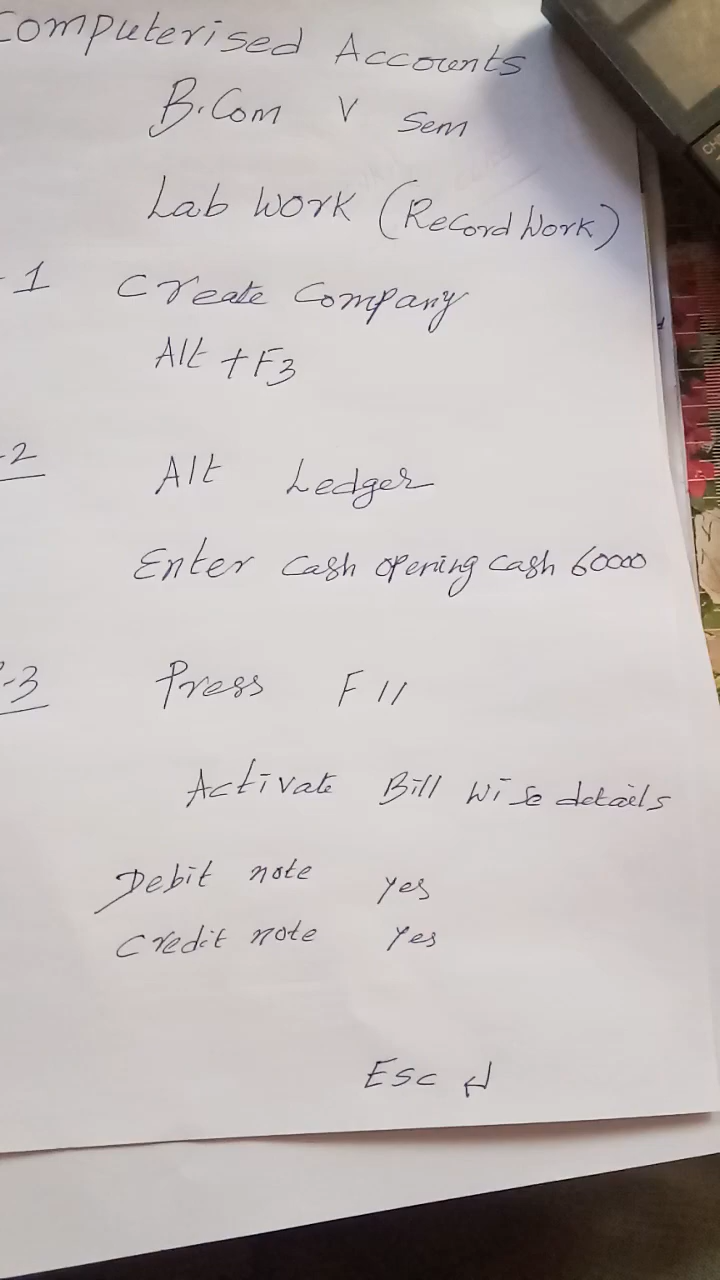 Computerised Accounts
B.Com V Sem
Lab Work (Record Work)
-1 Create Company
Alt + F3
-2 Alt Ledger
Enter Cash opening cash 60000
-3 Press F11
Activate Bill wise details
Debit note yes
Credit note Yes
Esc ↵